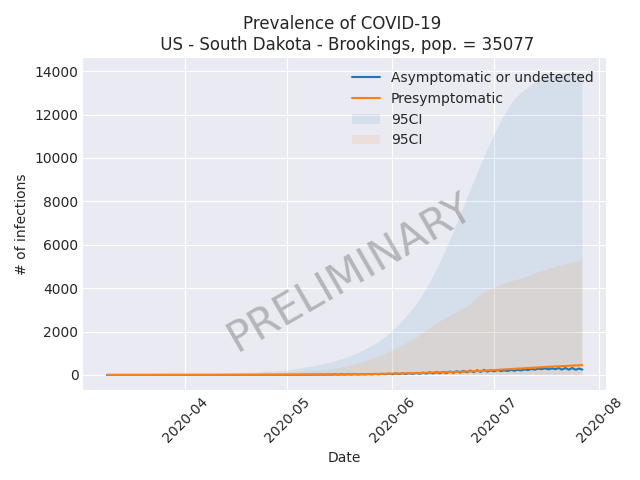 Prevalence of COVID-19
US - South Dakota - Brookings, pop. = 35077
14000
12000
10000
8000
6000
4000
2000
0
# of infections
Asymptomatic or undetected
Presymptomatic
95CI
95CI
PRELIMINARY
2020-04
2020-05
2020-06
2020-07
2020-08
Date